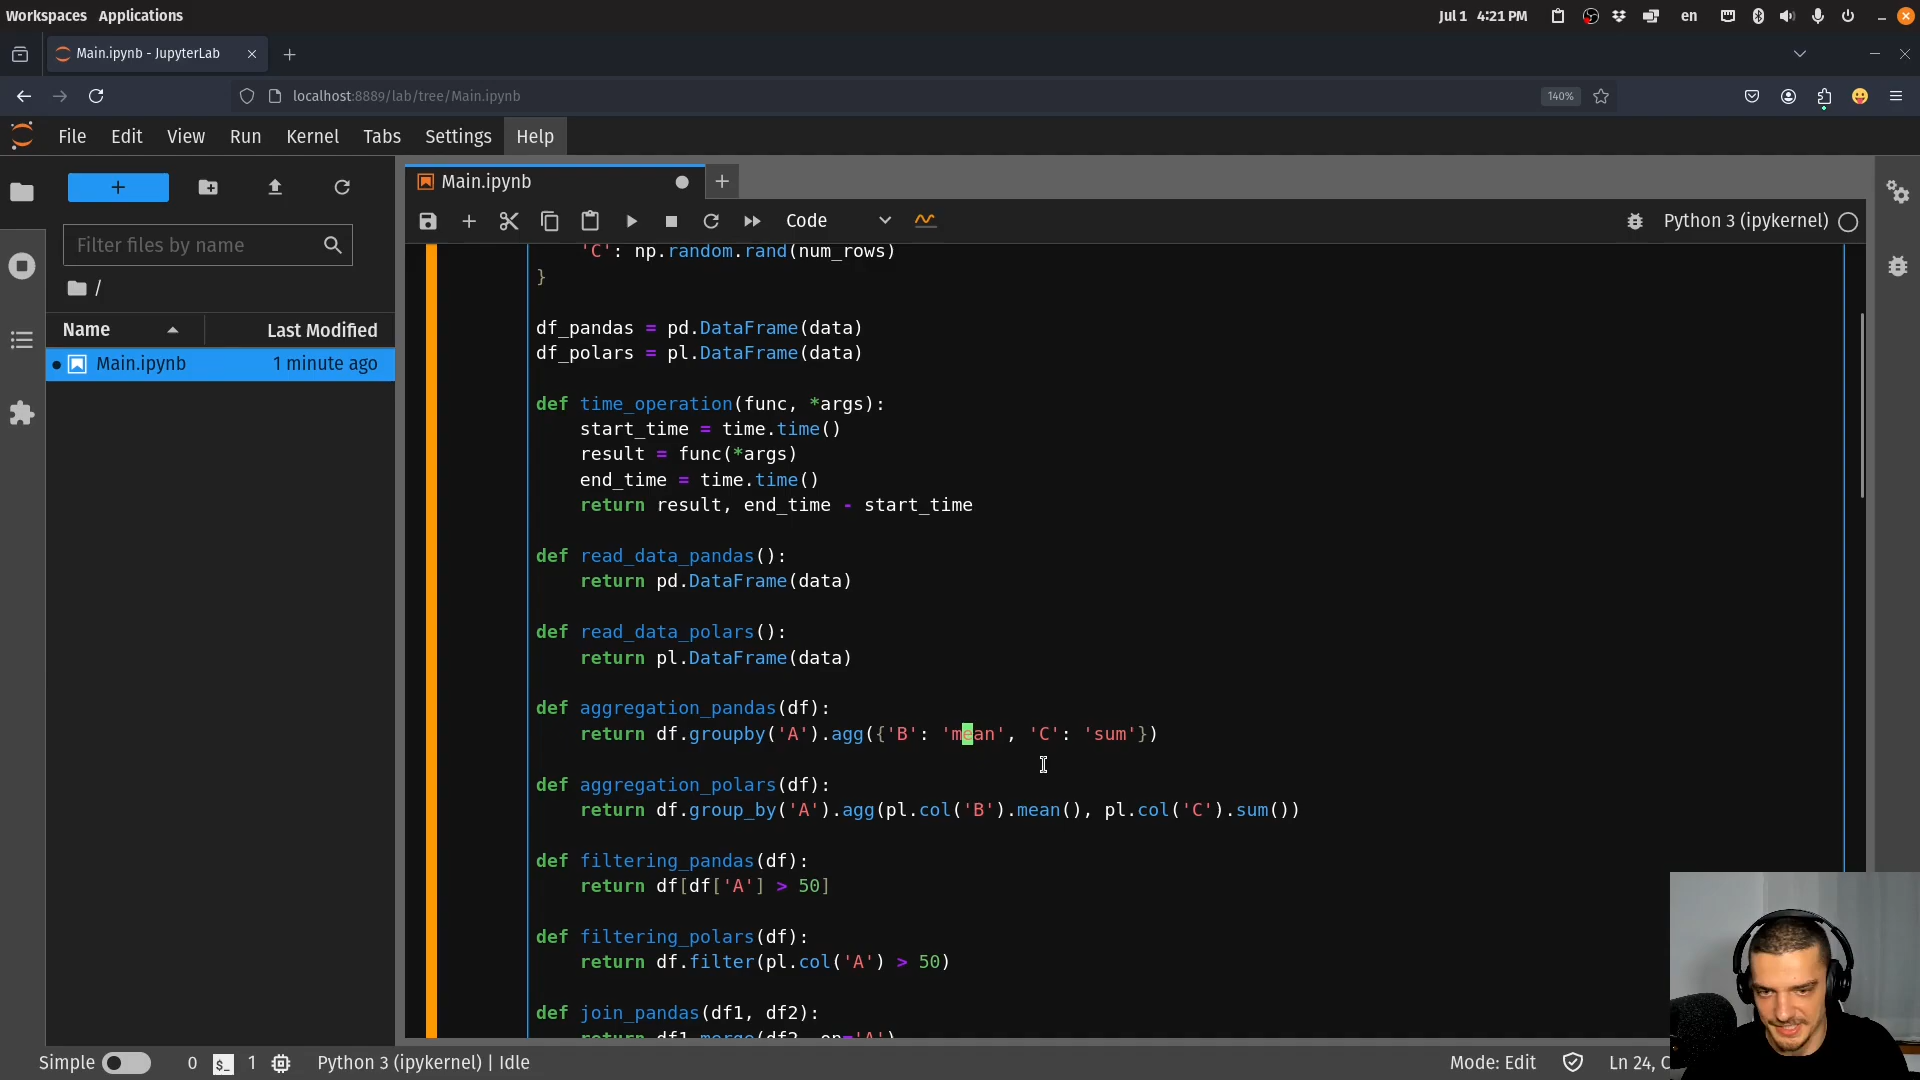 Workspaces Applications
Jul 1 4:21 PM
en
Main.ipynb - JupyterLab
localhost:8889/lab/tree/Main.ipynb
140%
File Edit View Run Kernel Tabs Settings Help
Main.ipynb
Code
Python 3 (ipykernel)
Filter files by name
/
Name Last Modified
Main.ipynb 1 minute ago
'C': np.random.rand(num_rows)
}
df_pandas = pd.DataFrame(data)
df_polars = pl.DataFrame(data)
def time_operation(func, *args):
start_time = time.time()
result = func(*args)
end_time = time.time()
return result, end_time - start_time
def read_data_pandas():
return pd.DataFrame(data)
def read_data_polars():
return pl.DataFrame(data)
def aggregation_pandas(df):
return df.groupby('A').agg({'B': 'mean', 'C': 'sum'})
def aggregation_polars(df):
return df.group_by('A').agg(pl.col('B').mean(), pl.col('C').sum())
def filtering_pandas(df):
return df[df['A'] > 50]
def filtering_polars(df):
return df.filter(pl.col('A') > 50)
def join_pandas(df1, df2):
return df1.merge(df2, on='A')
Simple 0 $_ 1 Python 3 (ipykernel) | Idle
Mode: Edit Ln 24, C